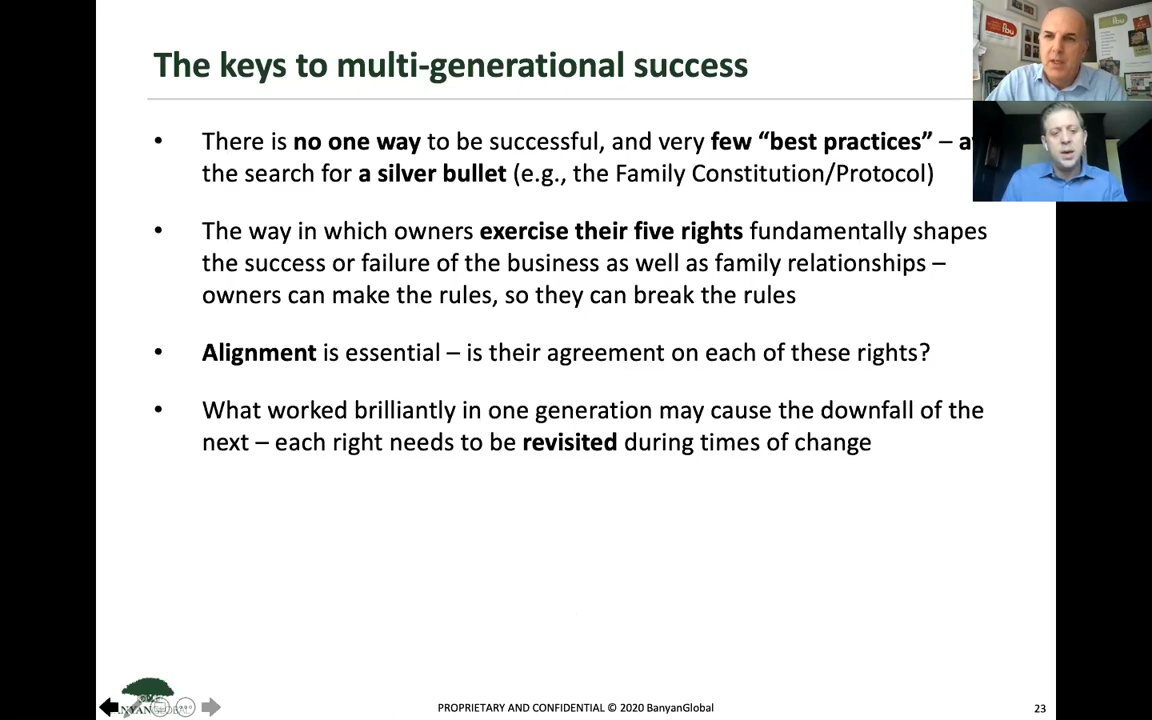 The keys to multi-generational success
• There is no one way to be successful, and very few “best practices” –
the search for a silver bullet (e.g., the Family Constitution/Protocol)
• The way in which owners exercise their five rights fundamentally shapes
the success or failure of the business as well as family relationships –
owners can make the rules, so they can break the rules
• Alignment is essential – is their agreement on each of these rights?
• What worked brilliantly in one generation may cause the downfall of the
next – each right needs to be revisited during times of change
PROPRIETARY AND CONFIDENTIAL © 2020 BanyanGlobal
23
fbu